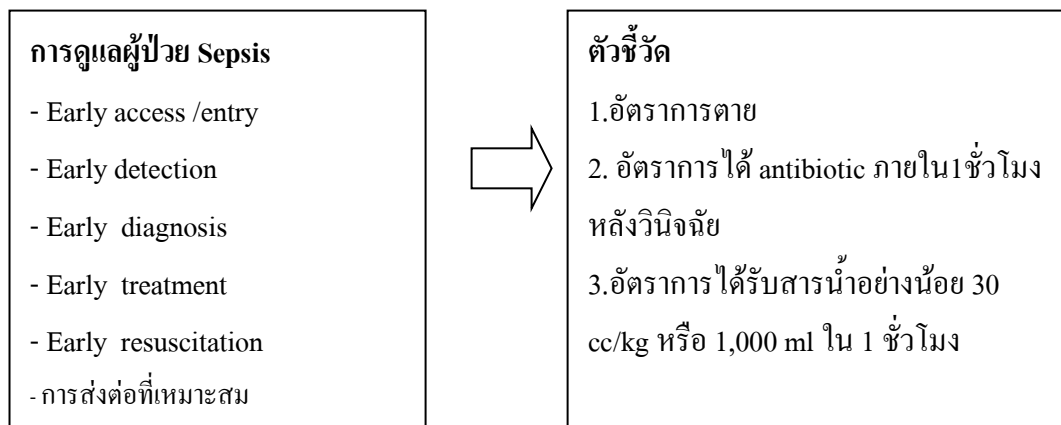 การดูแลผู้ป่วย Sepsis
- Early access /entry
- Early detection
- Early diagnosis
- Early treatment
- Early resuscitation
- การส่งต่อที่เหมาะสม
ตัวชี้วัด
1.อัตราการตาย
2. อัตราการได้ antibiotic ภายใน1ชั่วโมง
หลังวินิจฉัย
3.อัตราการได้รับสารน้ำอย่างน้อย 30
cc/kg หรือ 1,000 ml ใน 1 ชั่วโมง